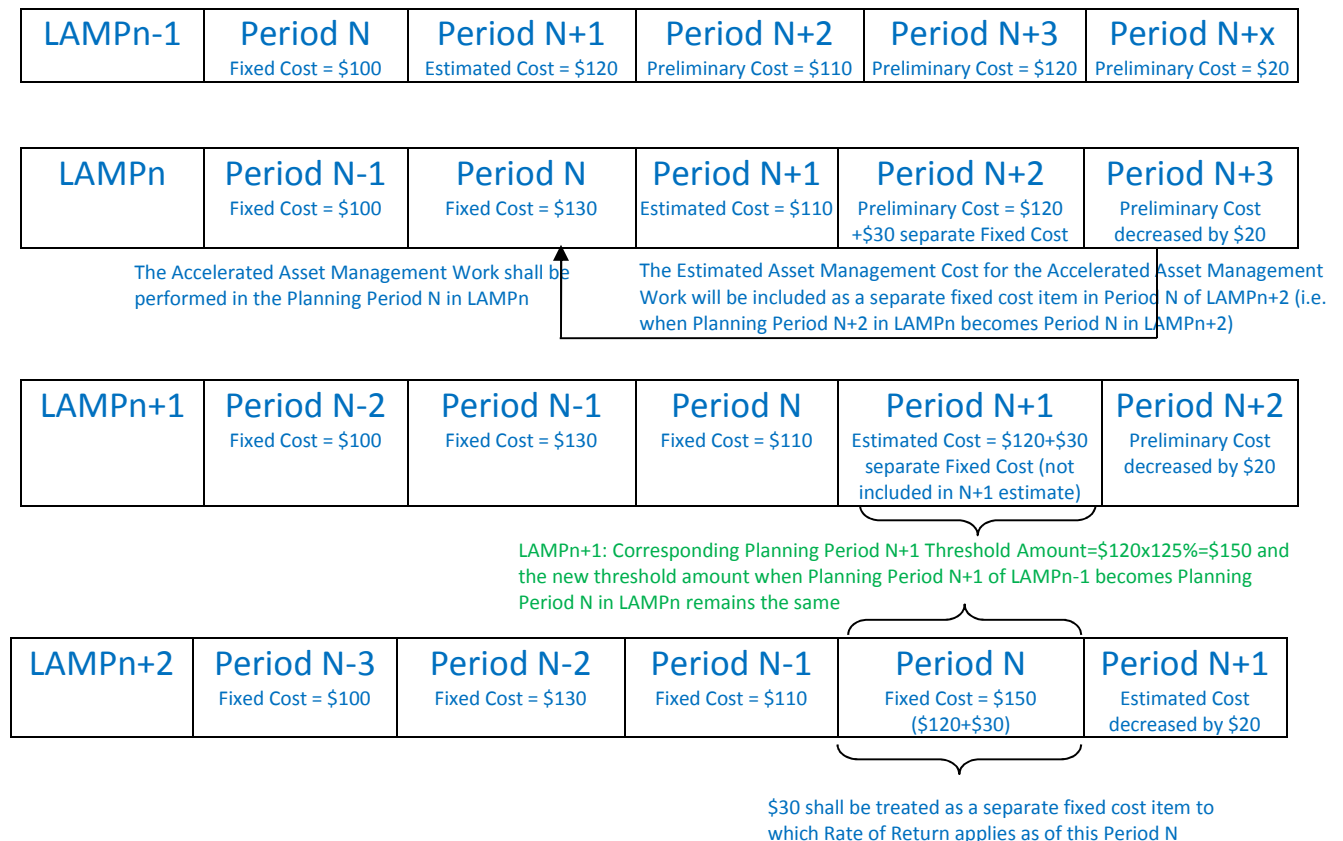 LAMPn-1 Period N Period N+1 Period N+2 Period N+3 Period N+x
Fixed Cost = $100 Estimated Cost = $120 Preliminary Cost = $110 Preliminary Cost = $120 Preliminary Cost = $20
LAMPn Period N-1 Period N Period N+1 Period N+2 Period N+3
Fixed Cost = $100 Fixed Cost = $130 Estimated Cost = $110 Preliminary Cost = $120 Preliminary Cost
+$30 separate Fixed Cost decreased by $20
The Accelerated Asset Management Work shall be
performed in the Planning Period N in LAMPn
The Estimated Asset Management Cost for the Accelerated Asset Management
Work will be included as a separate fixed cost item in Period N of LAMPn+2 (i.e.
when Planning Period N+2 in LAMPn becomes Period N in LAMPn+2)
LAMPn+1 Period N-2 Period N-1 Period N Period N+1 Period N+2
Fixed Cost = $100 Fixed Cost = $130 Fixed Cost = $110 Estimated Cost = $120+$30 Preliminary Cost
separate Fixed Cost (not decreased by $20
included in N+1 estimate)
LAMPn+1: Corresponding Planning Period N+1 Threshold Amount=$120x125%=$150 and
the new threshold amount when Planning Period N+1 of LAMPn-1 becomes Planning
Period N in LAMPn remains the same
LAMPn+2 Period N-3 Period N-2 Period N-1 Period N Period N+1
Fixed Cost = $100 Fixed Cost = $130 Fixed Cost = $110 Fixed Cost = $150 Estimated Cost
($120+$30) decreased by $20
$30 shall be treated as a separate fixed cost item to
which Rate of Return applies as of this Period N